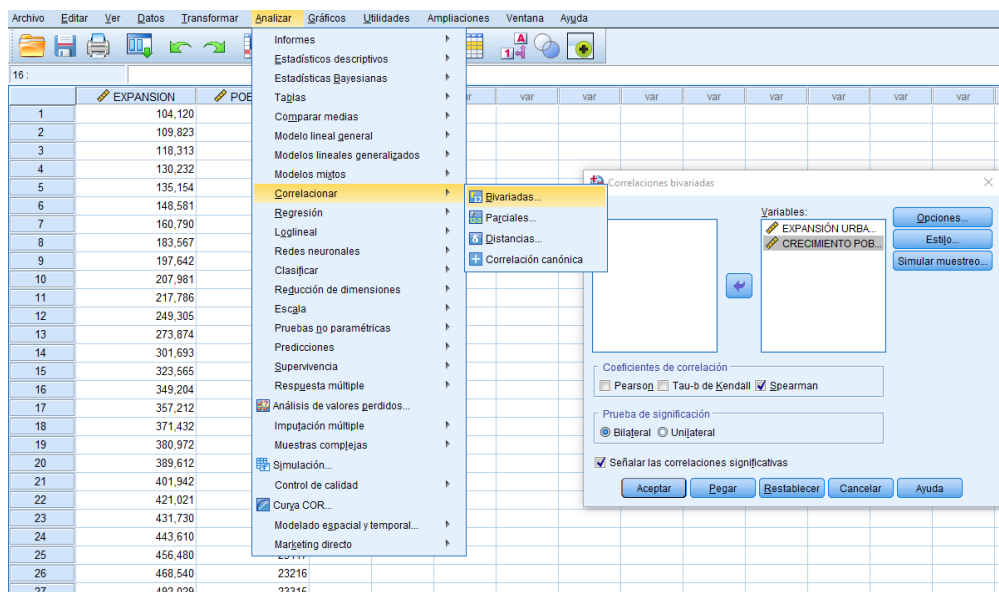 Archivo Editar Ver Datos Transformar Analizar Gráficos Utilidades Ampliaciones Ventana Ayuda
16 :
EXPANSION
var var var var var var var var
1 104,120
2 109,823
3 118,313
4 130,232
5 135,154
6 148,581
7 160,790
8 183,567
9 197,642
10 207,981
11 217,786
12 249,305
13 273,874
14 301,693
15 323,565
16 349,204
17 357,212
18 371,432
19 380,972
20 389,612
21 401,942
22 421,021
23 431,730
24 443,610
25 456,480
26 468,540 23216
27 492,029 23315
Informes
Estadísticos descriptivos
Estadísticas Bayesianas
Tablas
Comparar medias
Modelo lineal general
Modelos lineales generalizados
Modelos mixtos
Correlacionar
Regresión
Loglineal
Redes neuronales
Clasificar
Reducción de dimensiones
Escala
Pruebas no paramétricas
Predicciones
Supervivencia
Respuesta múltiple
Análisis de valores perdidos...
Imputación múltiple
Muestras complejas
Simulación...
Control de calidad
Curva COR...
Modelado espacial y temporal...
Marketing directo
Bivariadas...
Parciales...
Distancias...
Correlación canónica
Correlaciones bivariadas
Variables:
EXPANSIÓN URBA...
CRECIMIENTO POB...
Opciones...
Estilo...
Simular muestreo...
Coeficientes de correlación
Pearson Tau-b de Kendall Spearman
Prueba de significación
Bilateral Unilateral
Señalar las correlaciones significativas
Aceptar Pegar Restablecer Cancelar Ayuda